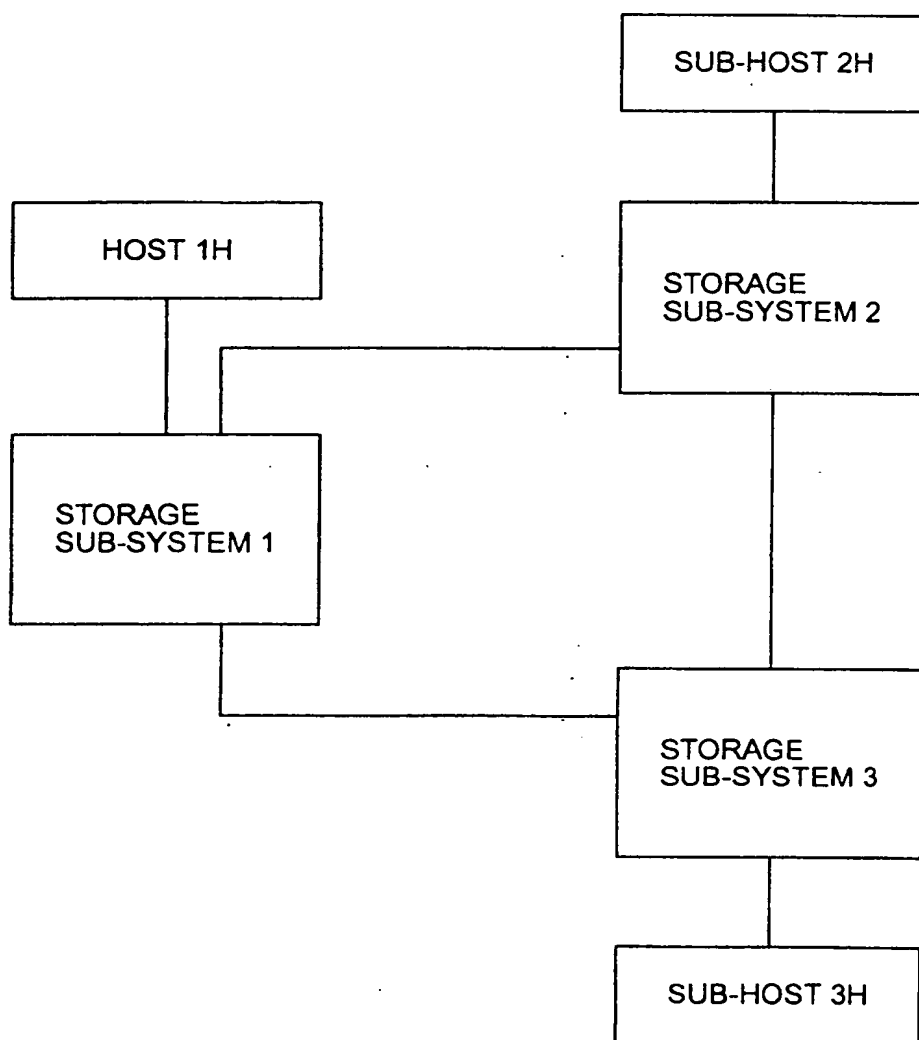 SUB-HOST 2H
HOST 1H
STORAGE
SUB-SYSTEM 2
STORAGE
SUB-SYSTEM 1
STORAGE
SUB-SYSTEM 3
SUB-HOST 3H